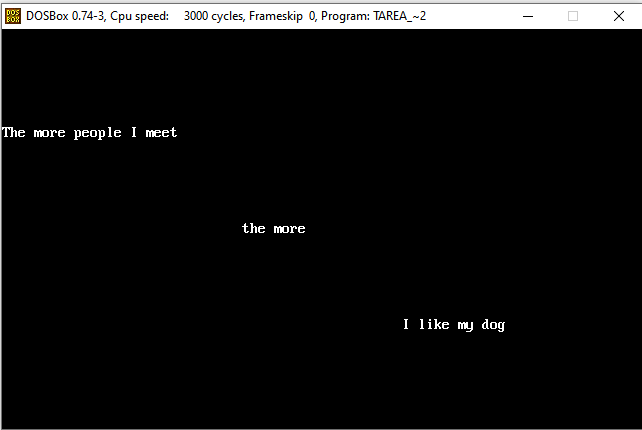 DOSBox 0.74-3, Cpu speed: 3000 cycles, Frameskip 0, Program: TAREA_~2
The more people I meet
the more
I like my dog